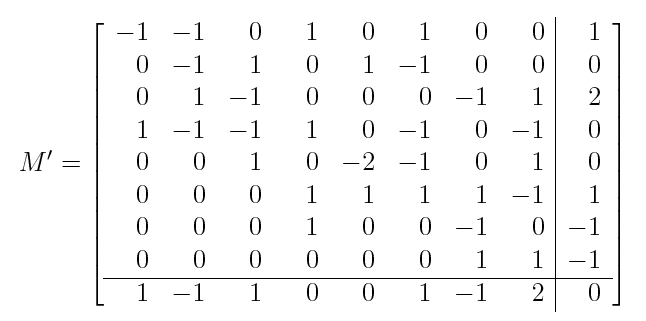 −1 −1 0 1 0 1 0 0 1
0 −1 1 0 1 −1 0 0 0
0 1 −1 0 0 0 −1 1 2
1 −1 −1 1 0 −1 0 −1 0
M′ = 0 0 1 0 −2 −1 0 1 0
0 0 0 1 1 1 1 −1 1
0 0 0 1 0 0 −1 0 −1
0 0 0 0 0 0 1 1 −1
1 −1 1 0 0 1 −1 2 0